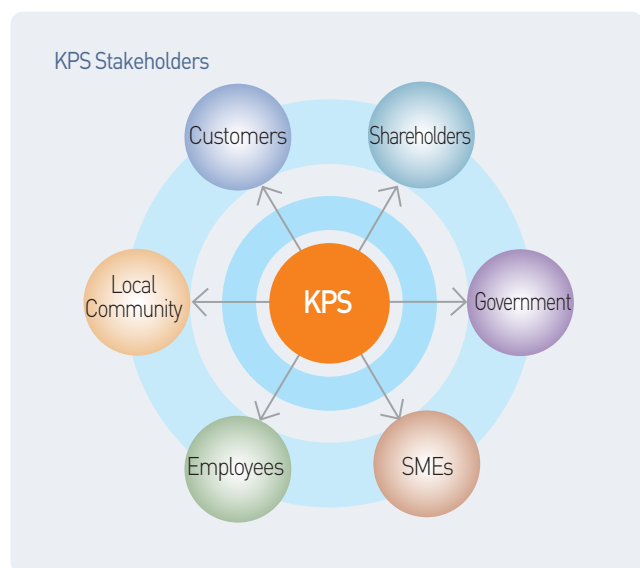 KPS Stakeholders
Customers
Shareholders
Local
Community
KPS
Government
Employees
SMEs